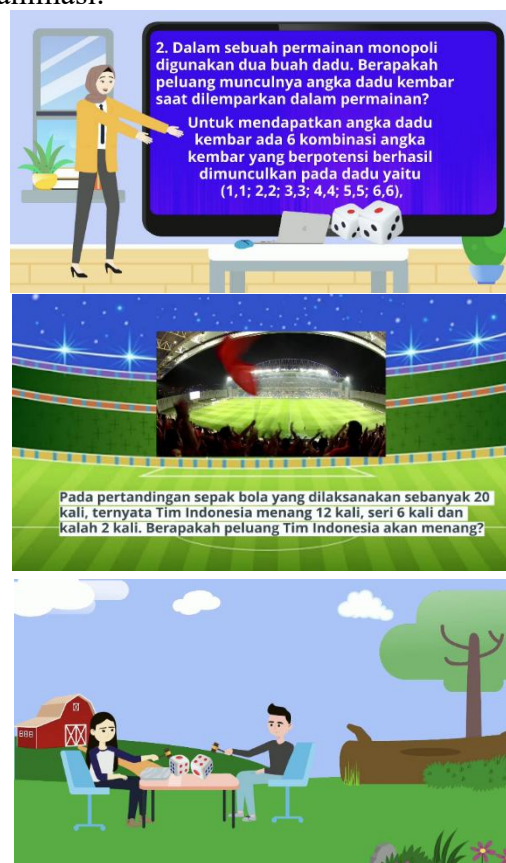 2. Dalam sebuah permainan monopoli
digunakan dua buah dadu. Berapakah
peluang munculnya angka dadu kembar
saat dilemparkan dalam permainan?
Untuk mendapatkan angka dadu
kembar ada 6 kombinasi angka
kembar yang berpotensi berhasil
dimunculkan pada dadu yaitu
(1,1; 2,2; 3,3; 4,4; 5,5; 6,6),
Pada pertandingan sepak bola yang dilaksanakan sebanyak 20
kali, ternyata Tim Indonesia menang 12 kali, seri 6 kali dan
kalah 2 kali. Berapakah peluang Tim Indonesia akan menang?